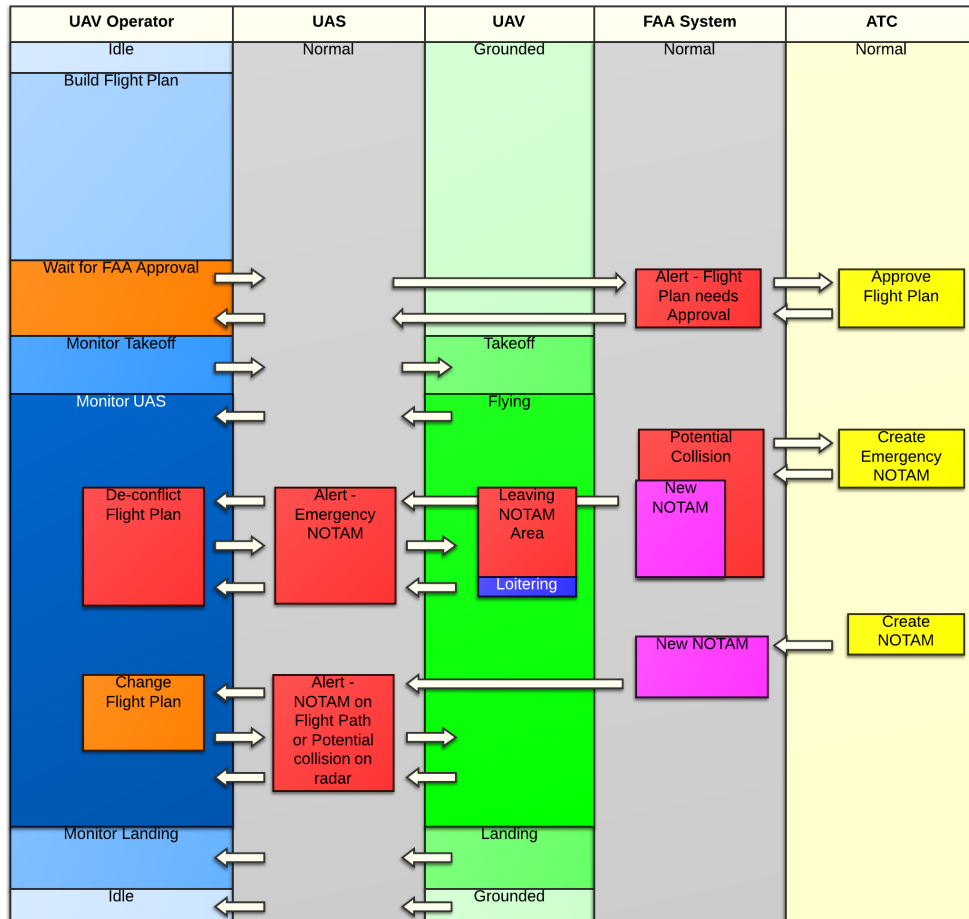 UAV Operator
UAS
UAV
FAA System
ATC
Idle
Normal
Grounded
Normal
Normal
Build Flight Plan
Wait for FAA Approval
Alert - Flight
Plan needs
Approval
Approve
Flight Plan
Monitor Takeoff
Takeoff
Monitor UAS
Flying
Potential
Collision
Create
Emergency
NOTAM
New
NOTAM
De-conflict
Flight Plan
Alert -
Emergency
NOTAM
Leaving
NOTAM
Area
Loitering
Create
NOTAM
New NOTAM
Change
Flight Plan
Alert -
NOTAM on
Flight Path
or Potential
collision on
radar
Monitor Landing
Landing
Idle
Grounded